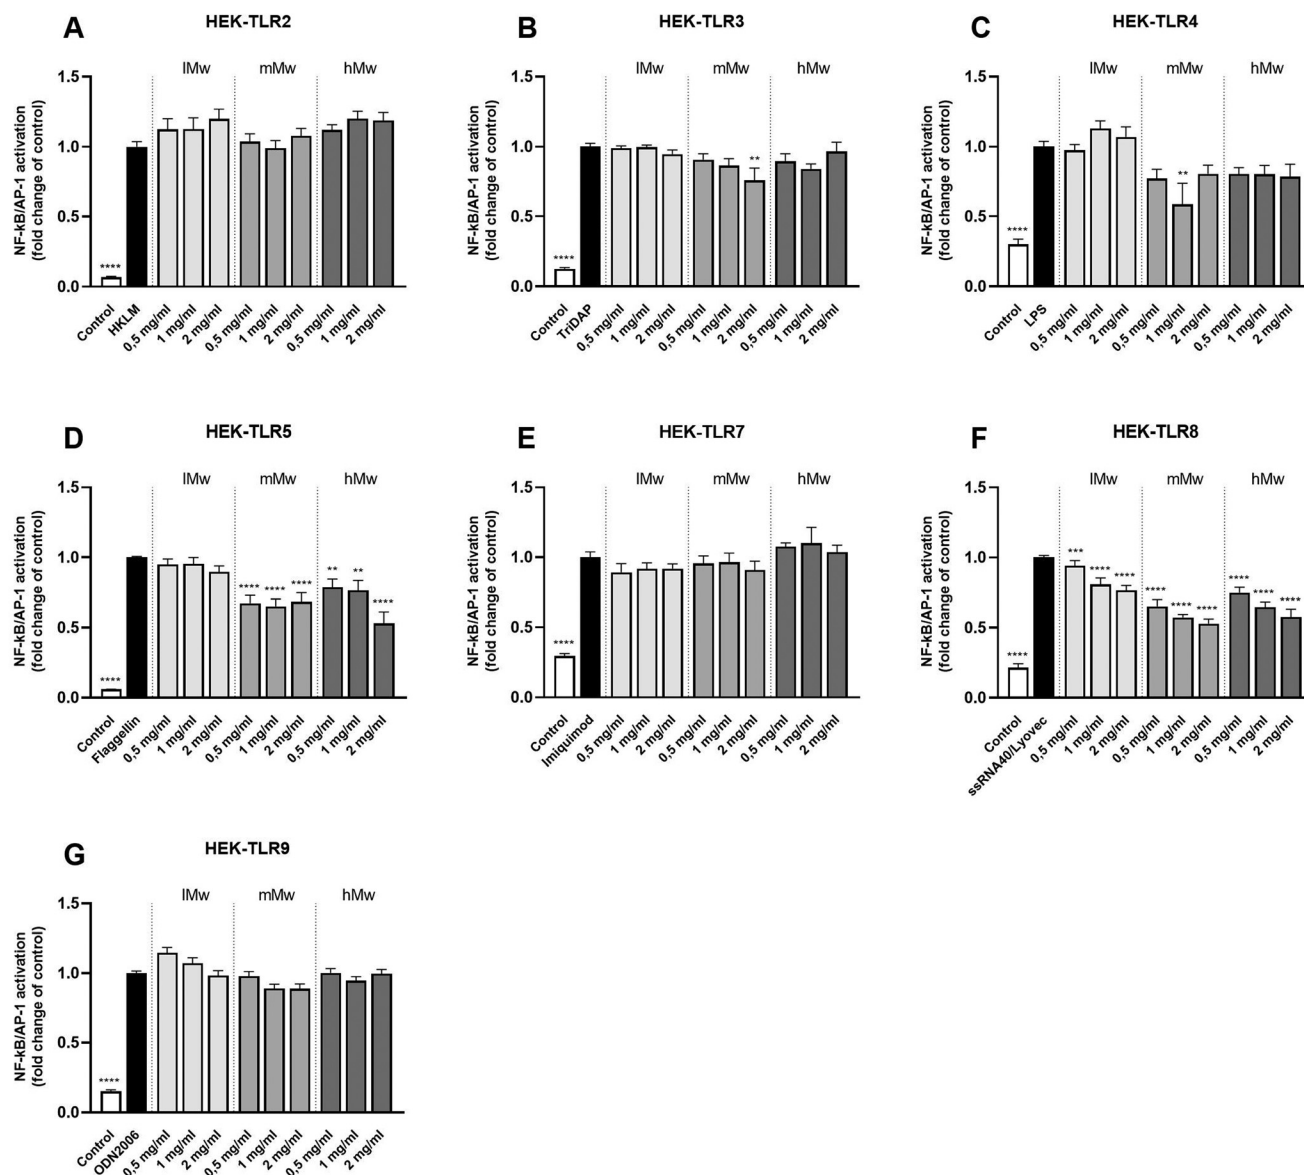 A
HEK-TLR2
lMw
mMw
hMw
NF-kB/AP-1 activation
(fold change of control)
1.5
1.0
0.5
0.0
****
Control
HKLM
0,5 mg/ml
1 mg/ml
2 mg/ml
0,5 mg/ml
1 mg/ml
2 mg/ml
0,5 mg/ml
1 mg/ml
2 mg/ml
B
HEK-TLR3
lMw
mMw
hMw
NF-kB/AP-1 activation
(fold change of control)
1.5
1.0
0.5
0.0
****
**
Control
TriDAP
0,5 mg/ml
1 mg/ml
2 mg/ml
0,5 mg/ml
1 mg/ml
2 mg/ml
0,5 mg/ml
1 mg/ml
2 mg/ml
C
HEK-TLR4
lMw
mMw
hMw
NF-kB/AP-1 activation
(fold change of control)
1.5
1.0
0.5
0.0
****
**
Control
LPS
0,5 mg/ml
1 mg/ml
2 mg/ml
0,5 mg/ml
1 mg/ml
2 mg/ml
0,5 mg/ml
1 mg/ml
2 mg/ml
D
HEK-TLR5
lMw
mMw
hMw
NF-kB/AP-1 activation
(fold change of control)
1.5
1.0
0.5
0.0
****
****
****
****
**
**
****
Control
Flaggellin
0,5 mg/ml
1 mg/ml
2 mg/ml
0,5 mg/ml
1 mg/ml
2 mg/ml
0,5 mg/ml
1 mg/ml
2 mg/ml
E
HEK-TLR7
lMw
mMw
hMw
NF-kB/AP-1 activation
(fold change of control)
1.5
1.0
0.5
0.0
****
Control
Imiquimod
0,5 mg/ml
1 mg/ml
2 mg/ml
0,5 mg/ml
1 mg/ml
2 mg/ml
0,5 mg/ml
1 mg/ml
2 mg/ml
F
HEK-TLR8
lMw
mMw
hMw
NF-kB/AP-1 activation
(fold change of control)
1.5
1.0
0.5
0.0
****
***
****
****
****
****
****
****
****
****
Control
ssRNA40/Lyovec
0,5 mg/ml
1 mg/ml
2 mg/ml
0,5 mg/ml
1 mg/ml
2 mg/ml
0,5 mg/ml
1 mg/ml
2 mg/ml
G
HEK-TLR9
lMw
mMw
hMw
NF-kB/AP-1 activation
(fold change of control)
1.5
1.0
0.5
0.0
****
Control
ODN2006
0,5 mg/ml
1 mg/ml
2 mg/ml
0,5 mg/ml
1 mg/ml
2 mg/ml
0,5 mg/ml
1 mg/ml
2 mg/ml